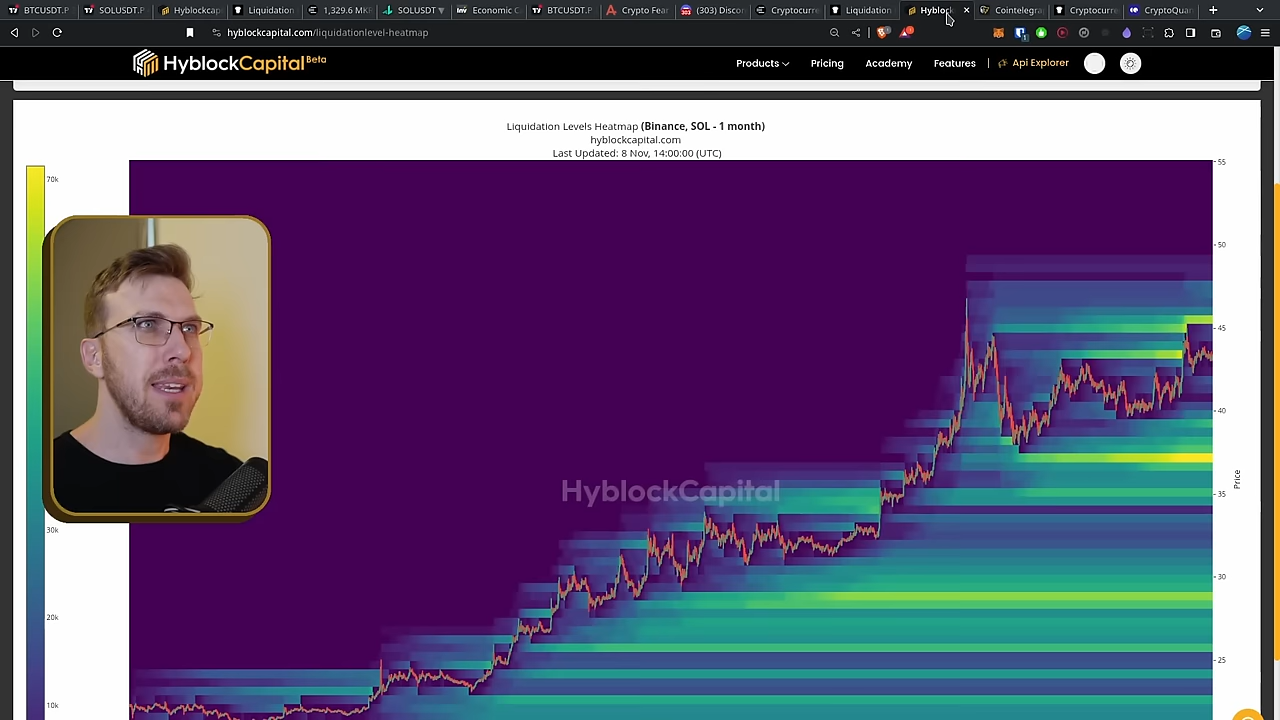 BTCUSDT.P
SOLUSDT.P
Hyblockcap
Liquidation
1,329.6 MK
SOLUSDT
Economic C
BTCUSDT.P
Crypto Fear
(303) Discor
Cryptocurre
Liquidation
Hyblock
Cointelegra
Cryptocurre
CryptoQuan
hyblockcapital.com/liquidationlevel-heatmap
HyblockCapital Beta
Products
Pricing
Academy
Features
Api Explorer
Liquidation Levels Heatmap (Binance, SOL - 1 month)
hyblockcapital.com
Last Updated: 8 Nov, 14:00:00 (UTC)
70k
30k
20k
10k
HyblockCapital
55
50
45
40
35
30
25
Price